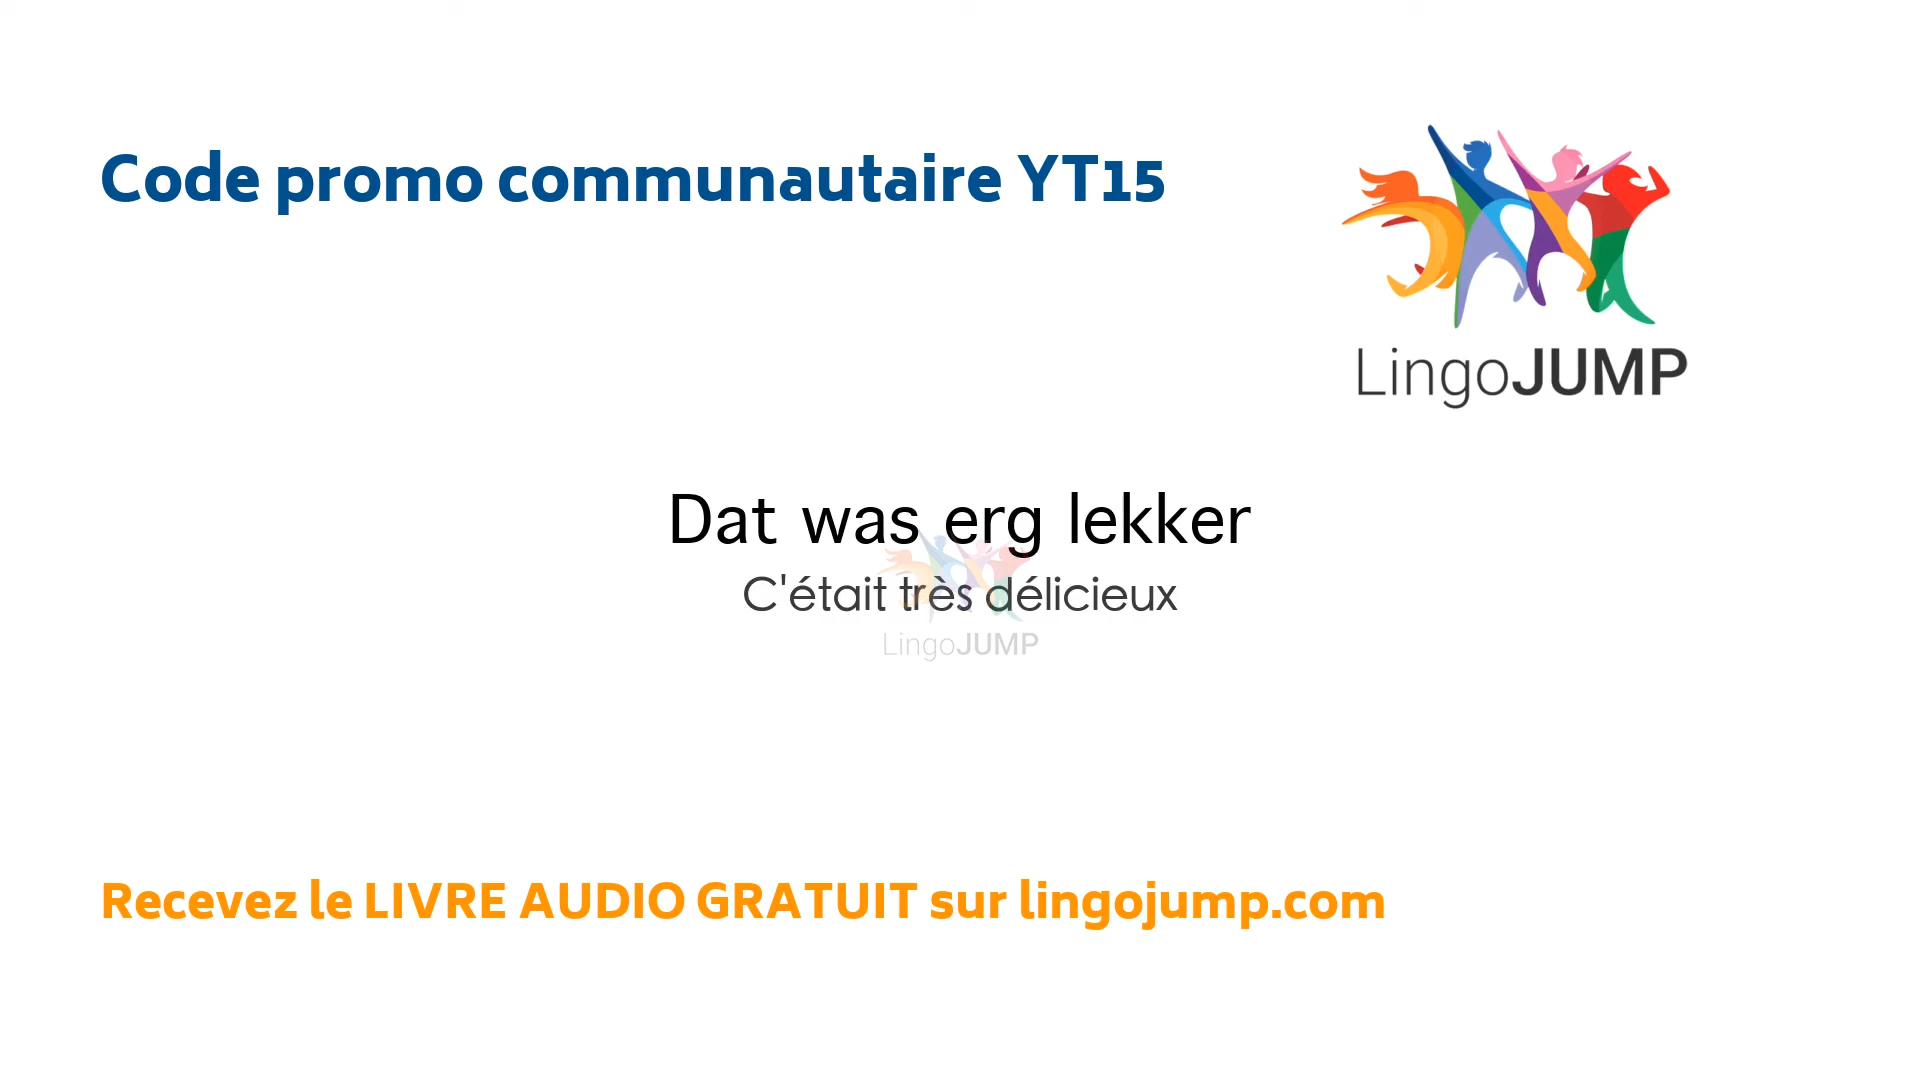 Code promo communautaire YT15
LingoJUMP
Dat was erg lekker
C'était très délicieux
LingoJUMP
Recevez le LIVRE AUDIO GRATUIT sur lingojump.com